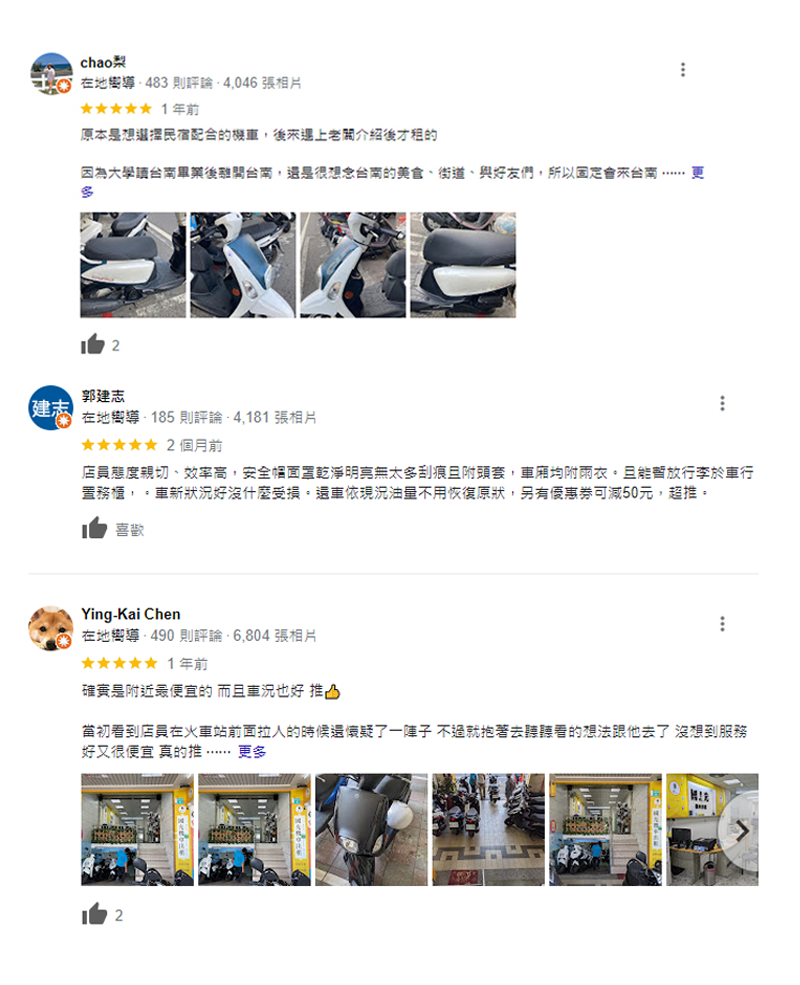 chao梨
在地嚮導 · 483 則評論 · 4,046 張相片
★★★★★ 1 年前
原本是想選擇民宿配合的機車，後來遇上老闆介紹後才租的
因為大學讀台南畢業後離開台南，還是很想念台南的美食、街道、與好友們，所以固定會來台南 …… 更
多
2
建志
郭建志
在地嚮導 · 185 則評論 · 4,181 張相片
★★★★★ 2 個月前
店員態度親切、效率高，安全帽面罩乾淨明亮無太多刮痕且附頭套，車廂均附雨衣。且能暫放行李於車行
置務櫃，。車新狀況好沒什麼受損。還車依現況油量不用恢復原狀，另有優惠券可減50元，超推。
喜歡
Ying-Kai Chen
在地嚮導 · 490 則評論 · 6,804 張相片
★★★★★ 1 年前
確實是附近最便宜的 而且車況也好 推👍
當初看到店員在火車站前面拉人的時候還懷疑了一陣子 不過就抱著去聽聽看的想法跟他去了 沒想到服務
好又很便宜 真的推 …… 更多
2